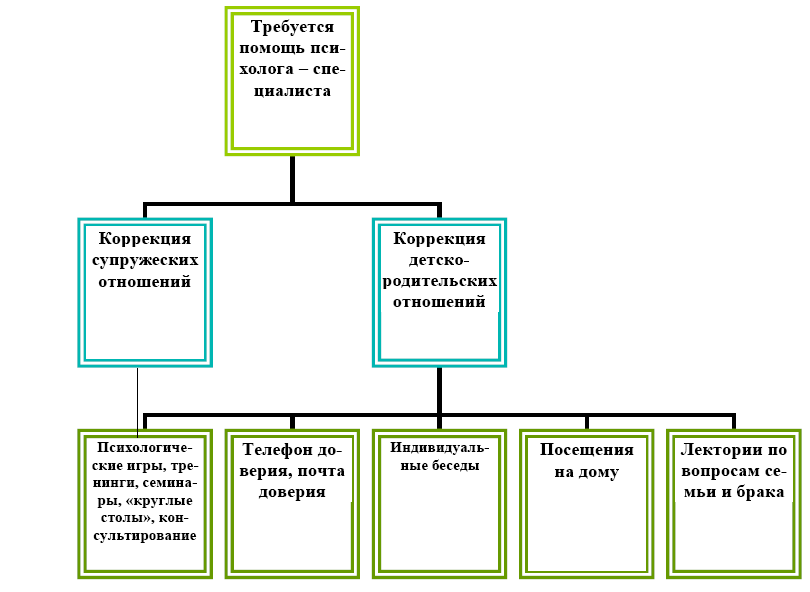 Требуется
помощь пси-
холога – спе-
циалиста
Коррекция
супружеских
отношений
Коррекция
детско-
родительских
отношений
Психологиче-
ские игры, тре-
нинги, семина-
ры, «круглые
столы», кон-
сультирование
Телефон до-
верия, почта
доверия
Индивидуаль-
ные беседы
Посещения
на дому
Лектории по
вопросам се-
мьи и брака